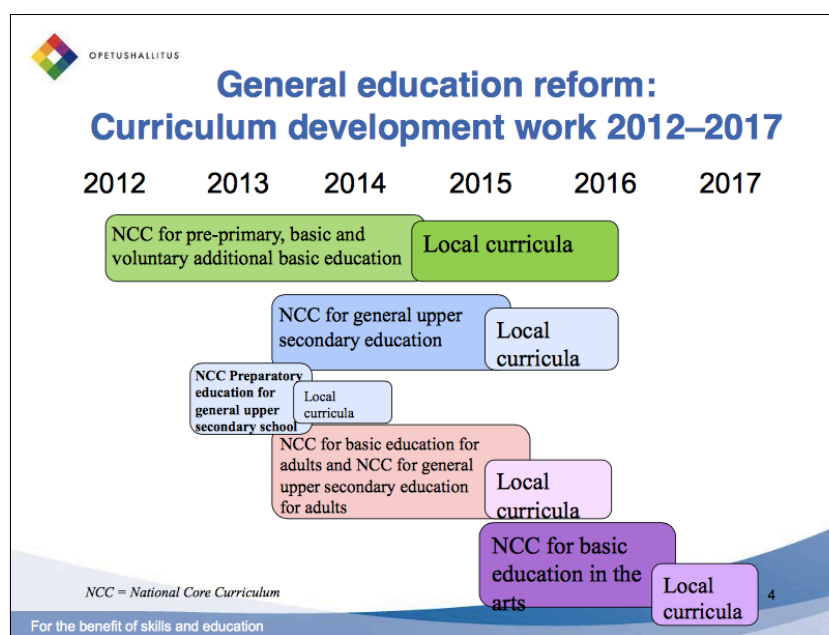 OPETUSHALLITUS
General education reform:
Curriculum development work 2012–2017
2012 2013 2014 2015 2016 2017
NCC for pre-primary, basic and
voluntary additional basic education
Local curricula
NCC for general upper
secondary education
Local
curricula
NCC Preparatory
education for
general upper
secondary school
Local
curricula
NCC for basic education for
adults and NCC for general
upper secondary education
for adults
Local
curricula
NCC for basic
education in the
arts
Local
curricula
NCC = National Core Curriculum
4
For the benefit of skills and education